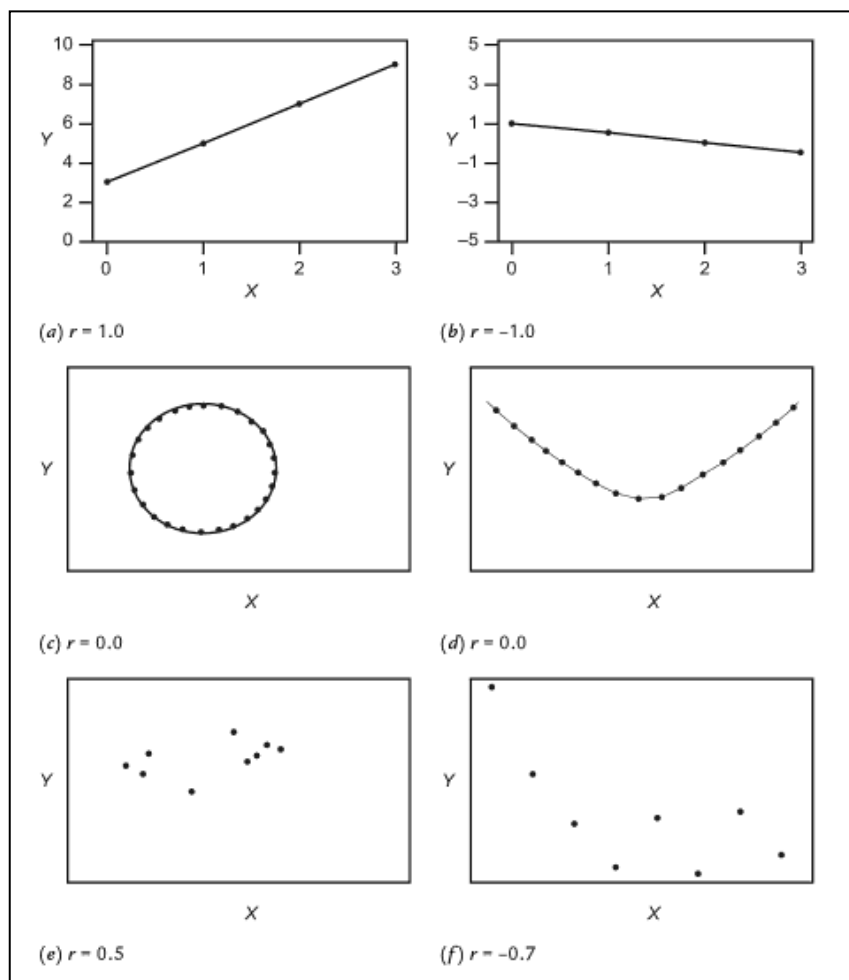 10
8
6
4
2
0
Y
0 1 2 3
X
(a) r = 1.0
5
3
1
–1
–3
–5
Y
0 1 2 3
X
(b) r = –1.0
Y
X
(c) r = 0.0
Y
X
(d) r = 0.0
Y
X
(e) r = 0.5
Y
X
(f) r = –0.7